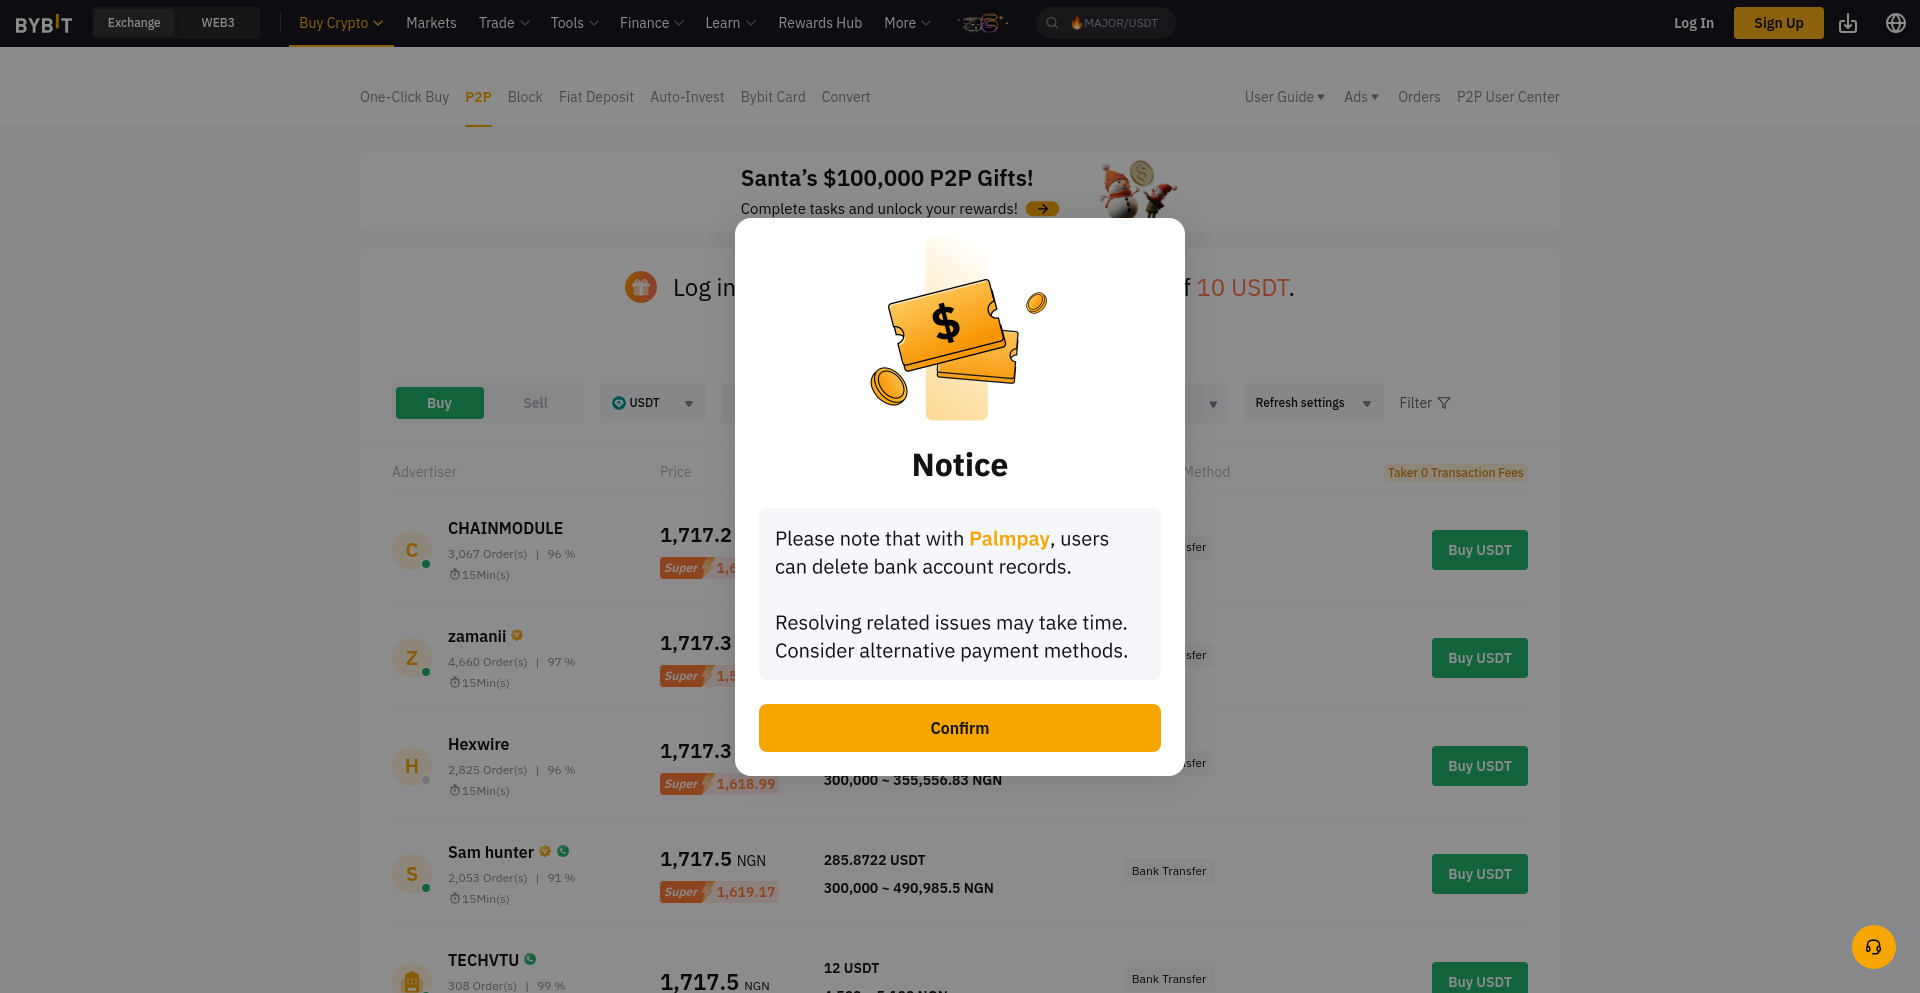 BYBIT Exchange WEB3 Buy Crypto Markets Trade Tools Finance Learn Rewards Hub More 🔥MAJOR/USDT Log In Sign Up
One-Click Buy P2P Block Fiat Deposit Auto-Invest Bybit Card Convert User Guide Ads Orders P2P User Center
Santa’s $100,000 P2P Gifts!
Complete tasks and unlock your rewards!
Log in
10 USDT.
Buy Sell USDT Refresh settings Filter
Advertiser Price Method Taker 0 Transaction Fees
Notice
Please note that with Palmpay, users
can delete bank account records.
Resolving related issues may take time.
Consider alternative payment methods.
Confirm
C CHAINMODULE
3,067 Order(s) | 96 %
15Min(s)
1,717.2
Super
Buy USDT
Z zamanii
4,660 Order(s) | 97 %
15Min(s)
1,717.3
Super
Buy USDT
H Hexwire
2,825 Order(s) | 96 %
15Min(s)
1,717.3
Super 1,618.99
300,000 ~ 355,556.83 NGN
Buy USDT
S Sam hunter
2,053 Order(s) | 91 %
15Min(s)
1,717.5 NGN
Super 1,619.17
285.8722 USDT
300,000 ~ 490,985.5 NGN
Bank Transfer
Buy USDT
TECHVTU
308 Order(s) | 99 %
1,717.5 NGN
12 USDT
Bank Transfer
Buy USDT